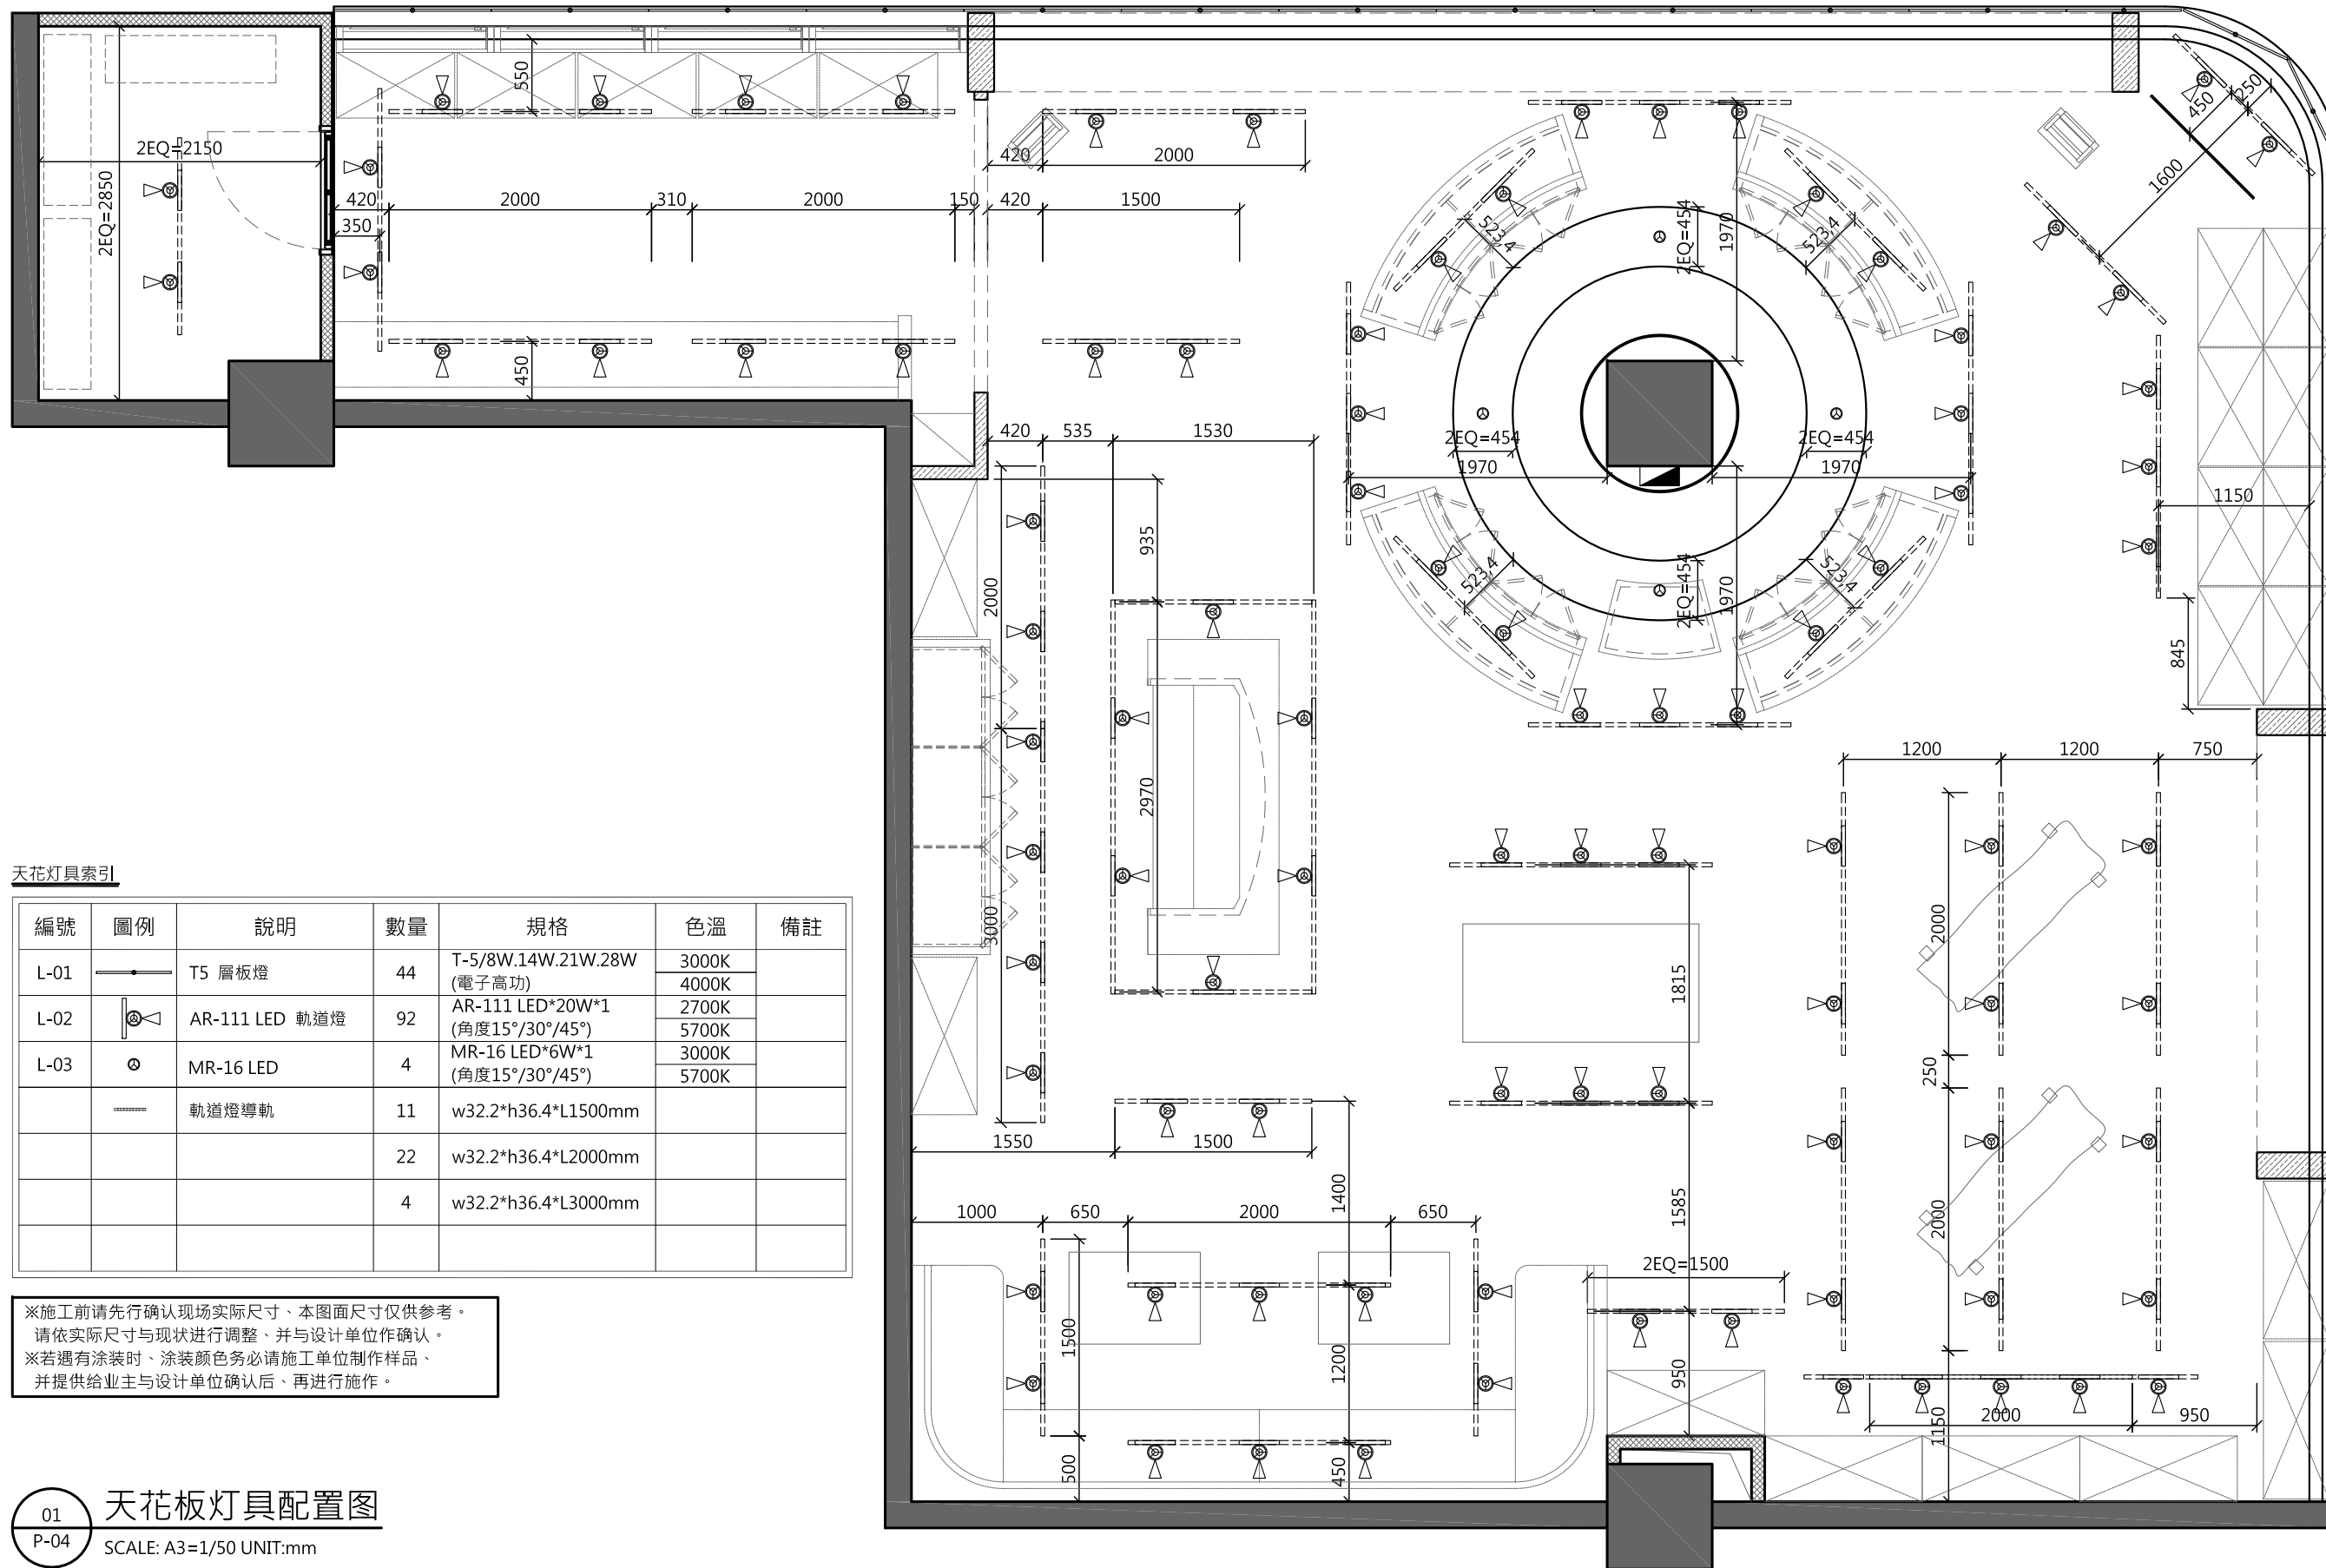 550
2EQ=2150
2EQ=2850
420
2000
310
2000
150
350
450
420
2000
420
1500
2EQ=454
1970
523,4
523,4
450
250
1600
2EQ=454
1970
2EQ=454
1970
523,4
523,4
2EQ=454
1970
1150
845
420
535
1530
935
2000
2970
3000
1200
1200
750
2000
250
2000
1150
1815
1585
950
1550
1500
1400
1000
650
2000
650
1500
500
1200
450
2EQ=1500
2000
950
天花灯具索引
編號 圖例 說明 數量 規格 色溫 備註
L-01 T5 層板燈 44 T-5/8W.14W.21W.28W 3000K
(電子高功) 4000K
L-02 AR-111 LED 軌道燈 92 AR-111 LED*20W*1 2700K
(角度15°/30°/45°) 5700K
L-03 MR-16 LED 4 MR-16 LED*6W*1 3000K
(角度15°/30°/45°) 5700K
軌道燈導軌 11 w32.2*h36.4*L1500mm
22 w32.2*h36.4*L2000mm
4 w32.2*h36.4*L3000mm
※施工前请先行确认现场实际尺寸、本图面尺寸仅供参考。
请依实际尺寸与现状进行调整、并与设计单位作确认。
※若遇有涂装时、涂装颜色务必请施工单位制作样品、
并提供给业主与设计单位确认后、再进行施作。
01
P-04
天花板灯具配置图
SCALE: A3=1/50 UNIT:mm